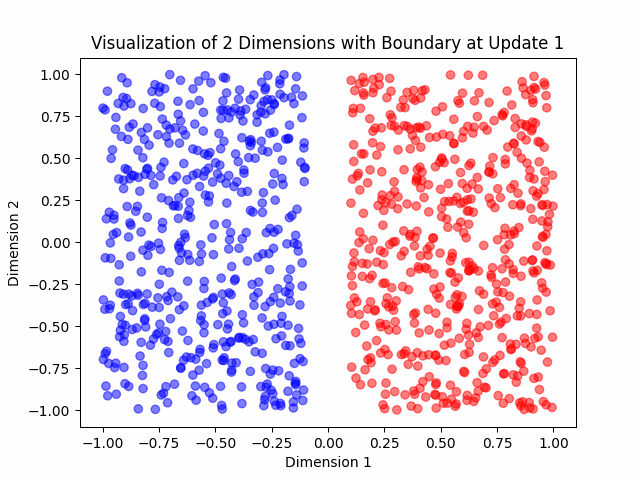 Visualization of 2 Dimensions with Boundary at Update 1
1.00
0.75
0.50
0.25
0.00
−0.25
−0.50
−0.75
−1.00
Dimension 2
−1.00 −0.75 −0.50 −0.25 0.00 0.25 0.50 0.75 1.00
Dimension 1